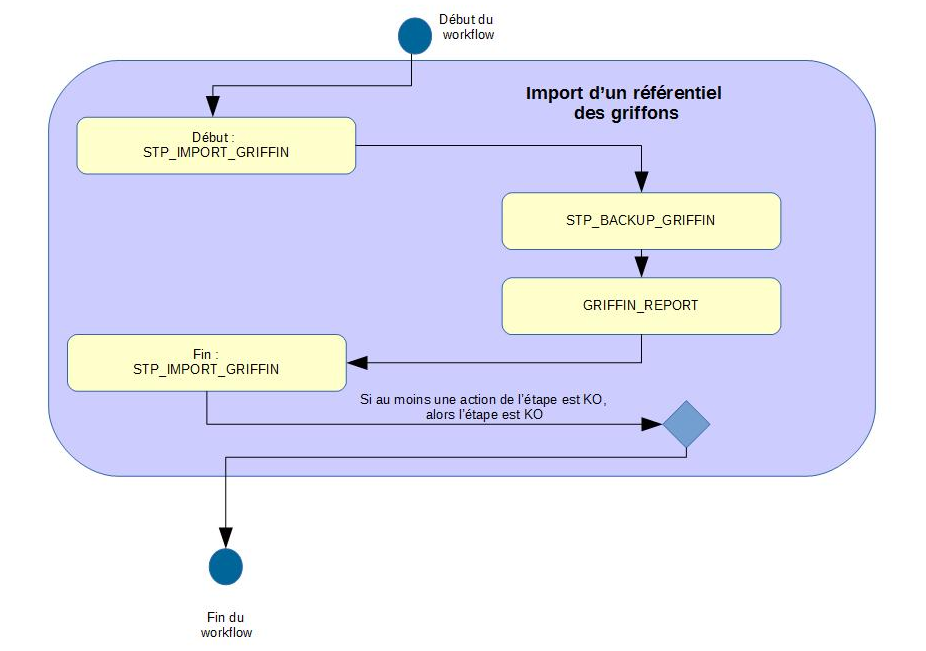 Début du
workflow
Import d’un référentiel
des griffons
Début :
STP_IMPORT_GRIFFIN
STP_BACKUP_GRIFFIN
GRIFFIN_REPORT
Fin :
STP_IMPORT_GRIFFIN
Si au moins une action de l’étape est KO,
alors l’étape est KO
Fin du
workflow